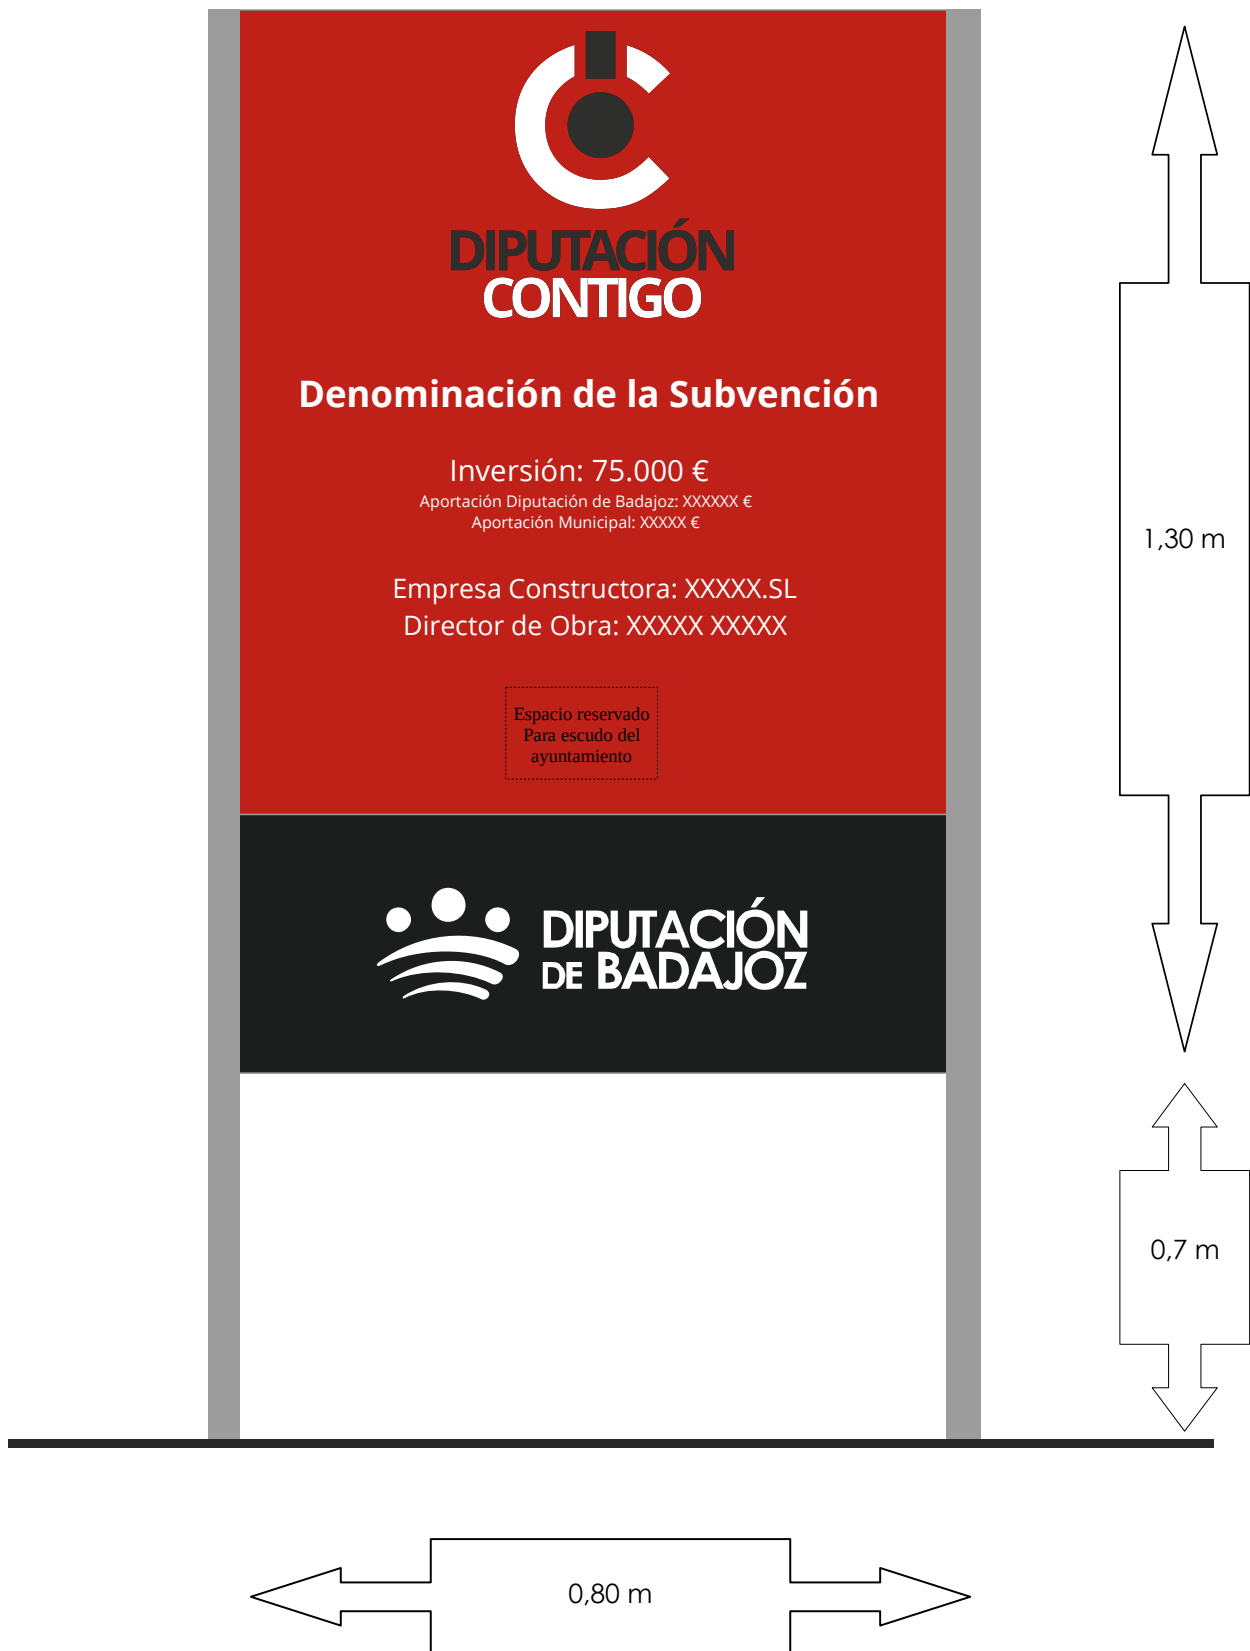 DIPUTACIÓN
CONTIGO
Denominación de la Subvención
Inversión: 75.000 €
Aportación Diputación de Badajoz: XXXXXX €
Aportación Municipal: XXXXX €
Empresa Constructora: XXXXX.SL
Director de Obra: XXXXX XXXXX
Espacio reservado
Para escudo del
ayuntamiento
DIPUTACIÓN
DE BADAJOZ
1,30 m
0,7 m
0,80 m